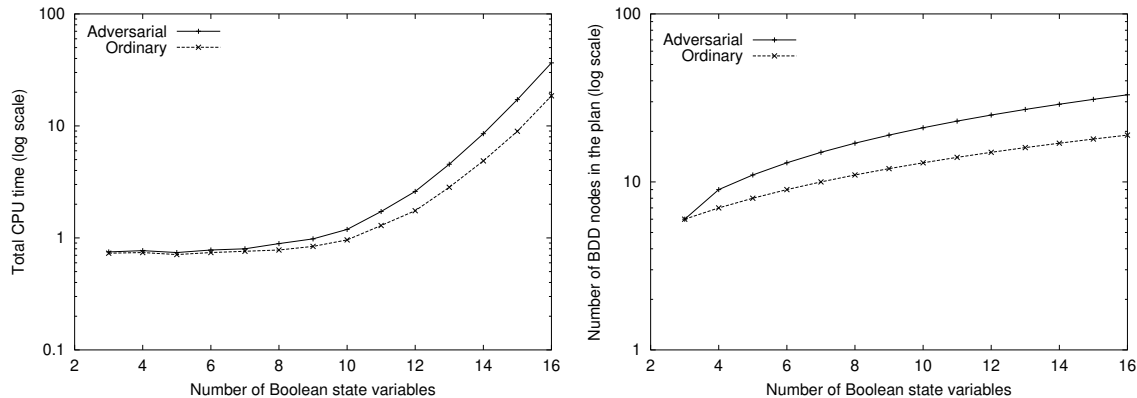 Total CPU time (log scale)
100
10
1
0.1
Adversarial
Ordinary
2 4 6 8 10 12 14 16
Number of Boolean state variables
Number of BDD nodes in the plan (log scale)
100
10
1
Adversarial
Ordinary
2 4 6 8 10 12 14 16
Number of Boolean state variables